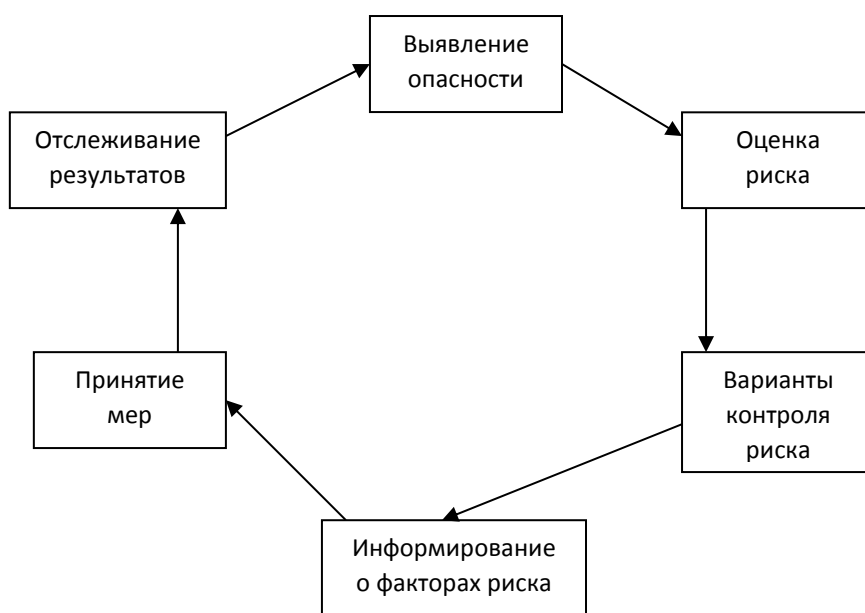 Выявление
опасности
Оценка
риска
Варианты
контроля
риска
Информирование
о факторах риска
Принятие
мер
Отслеживание
результатов